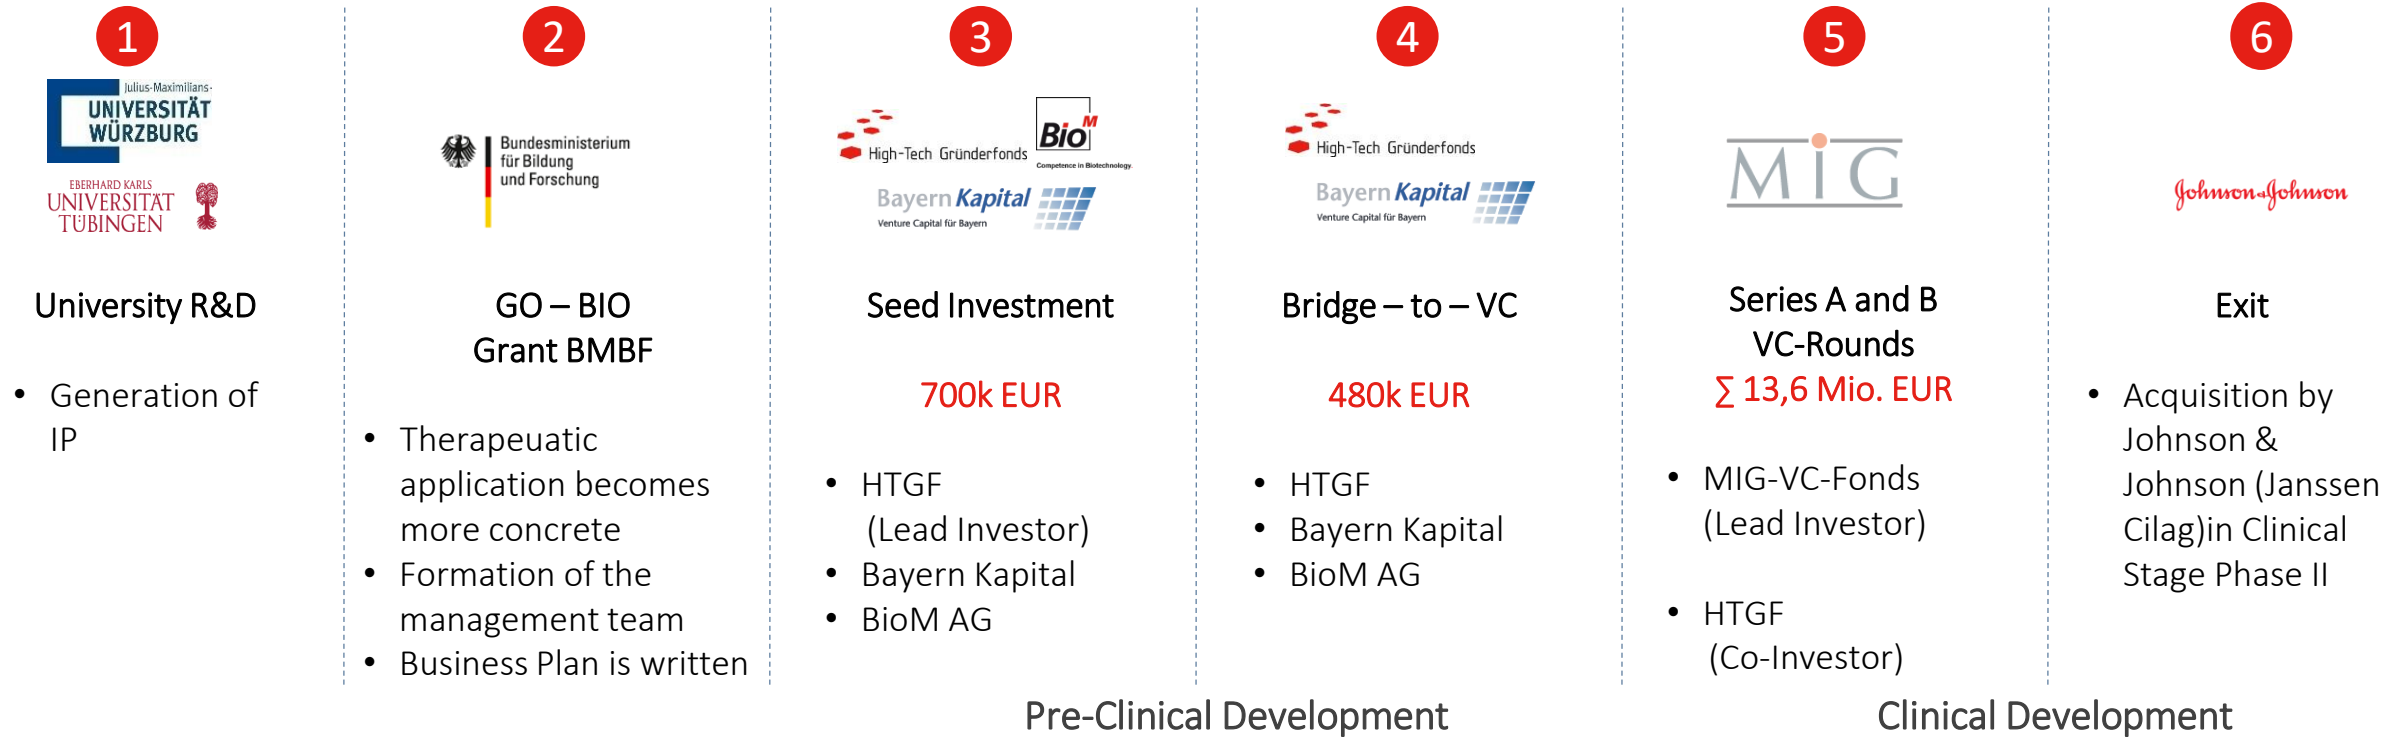 1
Julius-Maximilians-
UNIVERSITÄT
WÜRZBURG
EBERHARD KARLS
UNIVERSITÄT
TÜBINGEN
University R&D
• Generation of
IP
2
Bundesministerium
für Bildung
und Forschung
GO – BIO
Grant BMBF
• Therapeuatic
application becomes
more concrete
• Formation of the
management team
• Business Plan is written
3
High-Tech Gründerfonds
BioM
Competence in Biotechnology.
Bayern Kapital
Venture Capital für Bayern
Seed Investment
700k EUR
• HTGF
(Lead Investor)
• Bayern Kapital
• BioM AG
4
High-Tech Gründerfonds
Bayern Kapital
Venture Capital für Bayern
Bridge – to – VC
480k EUR
• HTGF
• Bayern Kapital
• BioM AG
5
MIG
Series A and B
VC-Rounds
∑ 13,6 Mio. EUR
• MIG-VC-Fonds
(Lead Investor)
• HTGF
(Co-Investor)
6
Johnson&Johnson
Exit
• Acquisition by
Johnson &
Johnson (Janssen
Cilag)in Clinical
Stage Phase II
Pre-Clinical Development
Clinical Development